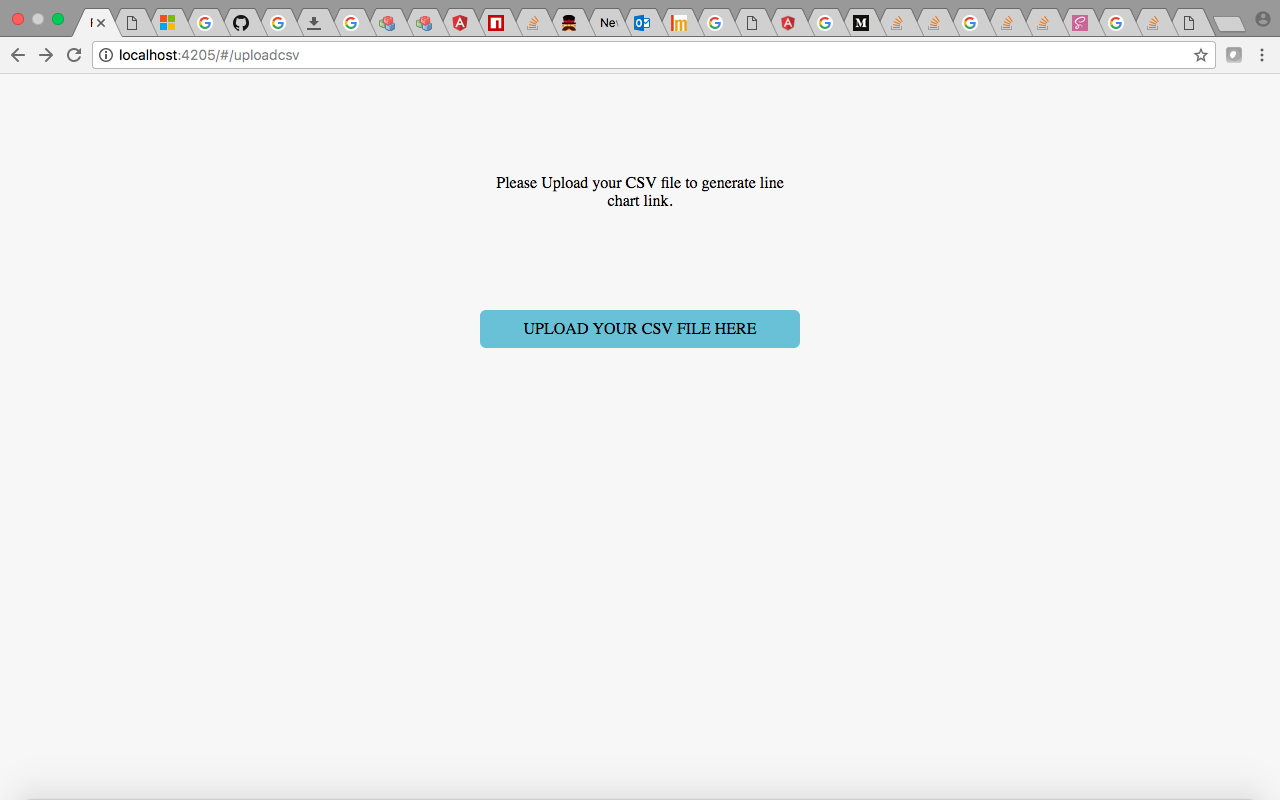 Ne
localhost:4205/#/uploadcsv
Please Upload your CSV file to generate line
chart link.
UPLOAD YOUR CSV FILE HERE